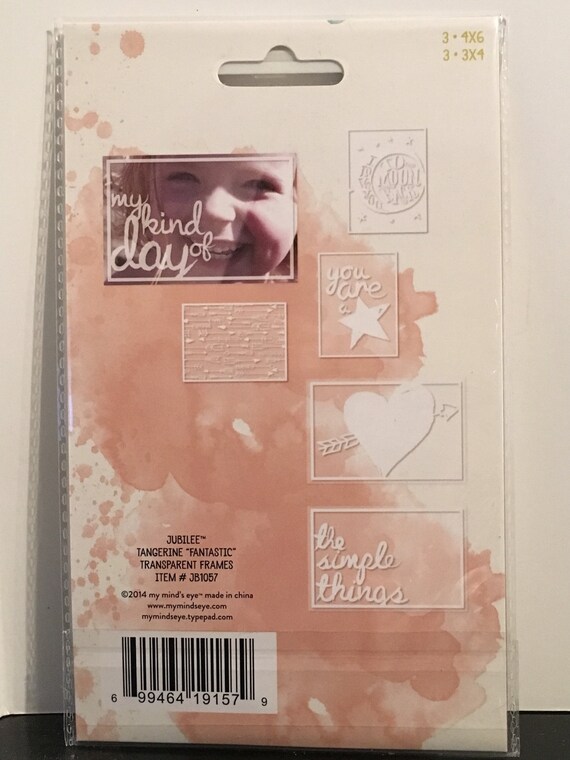 3 • 4X6
3 • 3X4
MOON
my
kind
of
day
you
are
a
the
simple
things
JUBILEE™
TANGERINE "FANTASTIC"
TRANSPARENT FRAMES
ITEM # JB1057
©2014 my mind's eye™ made in china
www.mymindseye.com
mymindseye.typepad.com
6 99464 19157 9